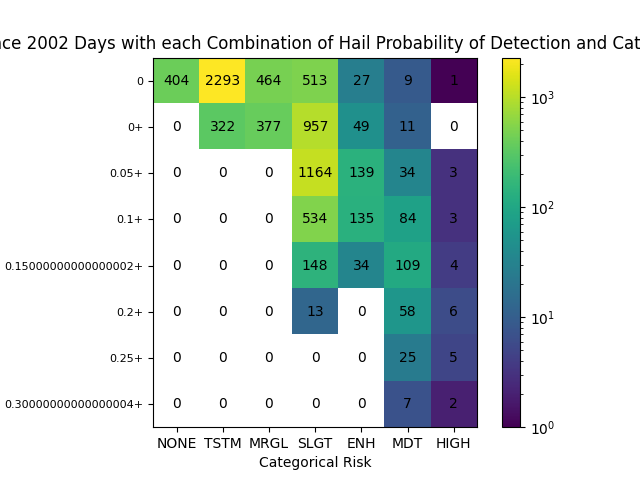 2002 Days with each Combination of Hail Probability of Detection and
0 404 2293 464 513 27 9 1
0+ 0 322 377 957 49 11 0
0.05+ 0 0 0 1164 139 34 3
0.1+ 0 0 0 534 135 84 3
0.15000000000000002+ 0 0 0 148 34 109 4
0.2+ 0 0 0 13 0 58 6
0.25+ 0 0 0 0 0 25 5
0.30000000000000004+ 0 0 0 0 0 7 2
NONE TSTM MRGL SLGT ENH MDT HIGH
Categorical Risk
10³
10²
10¹
10⁰